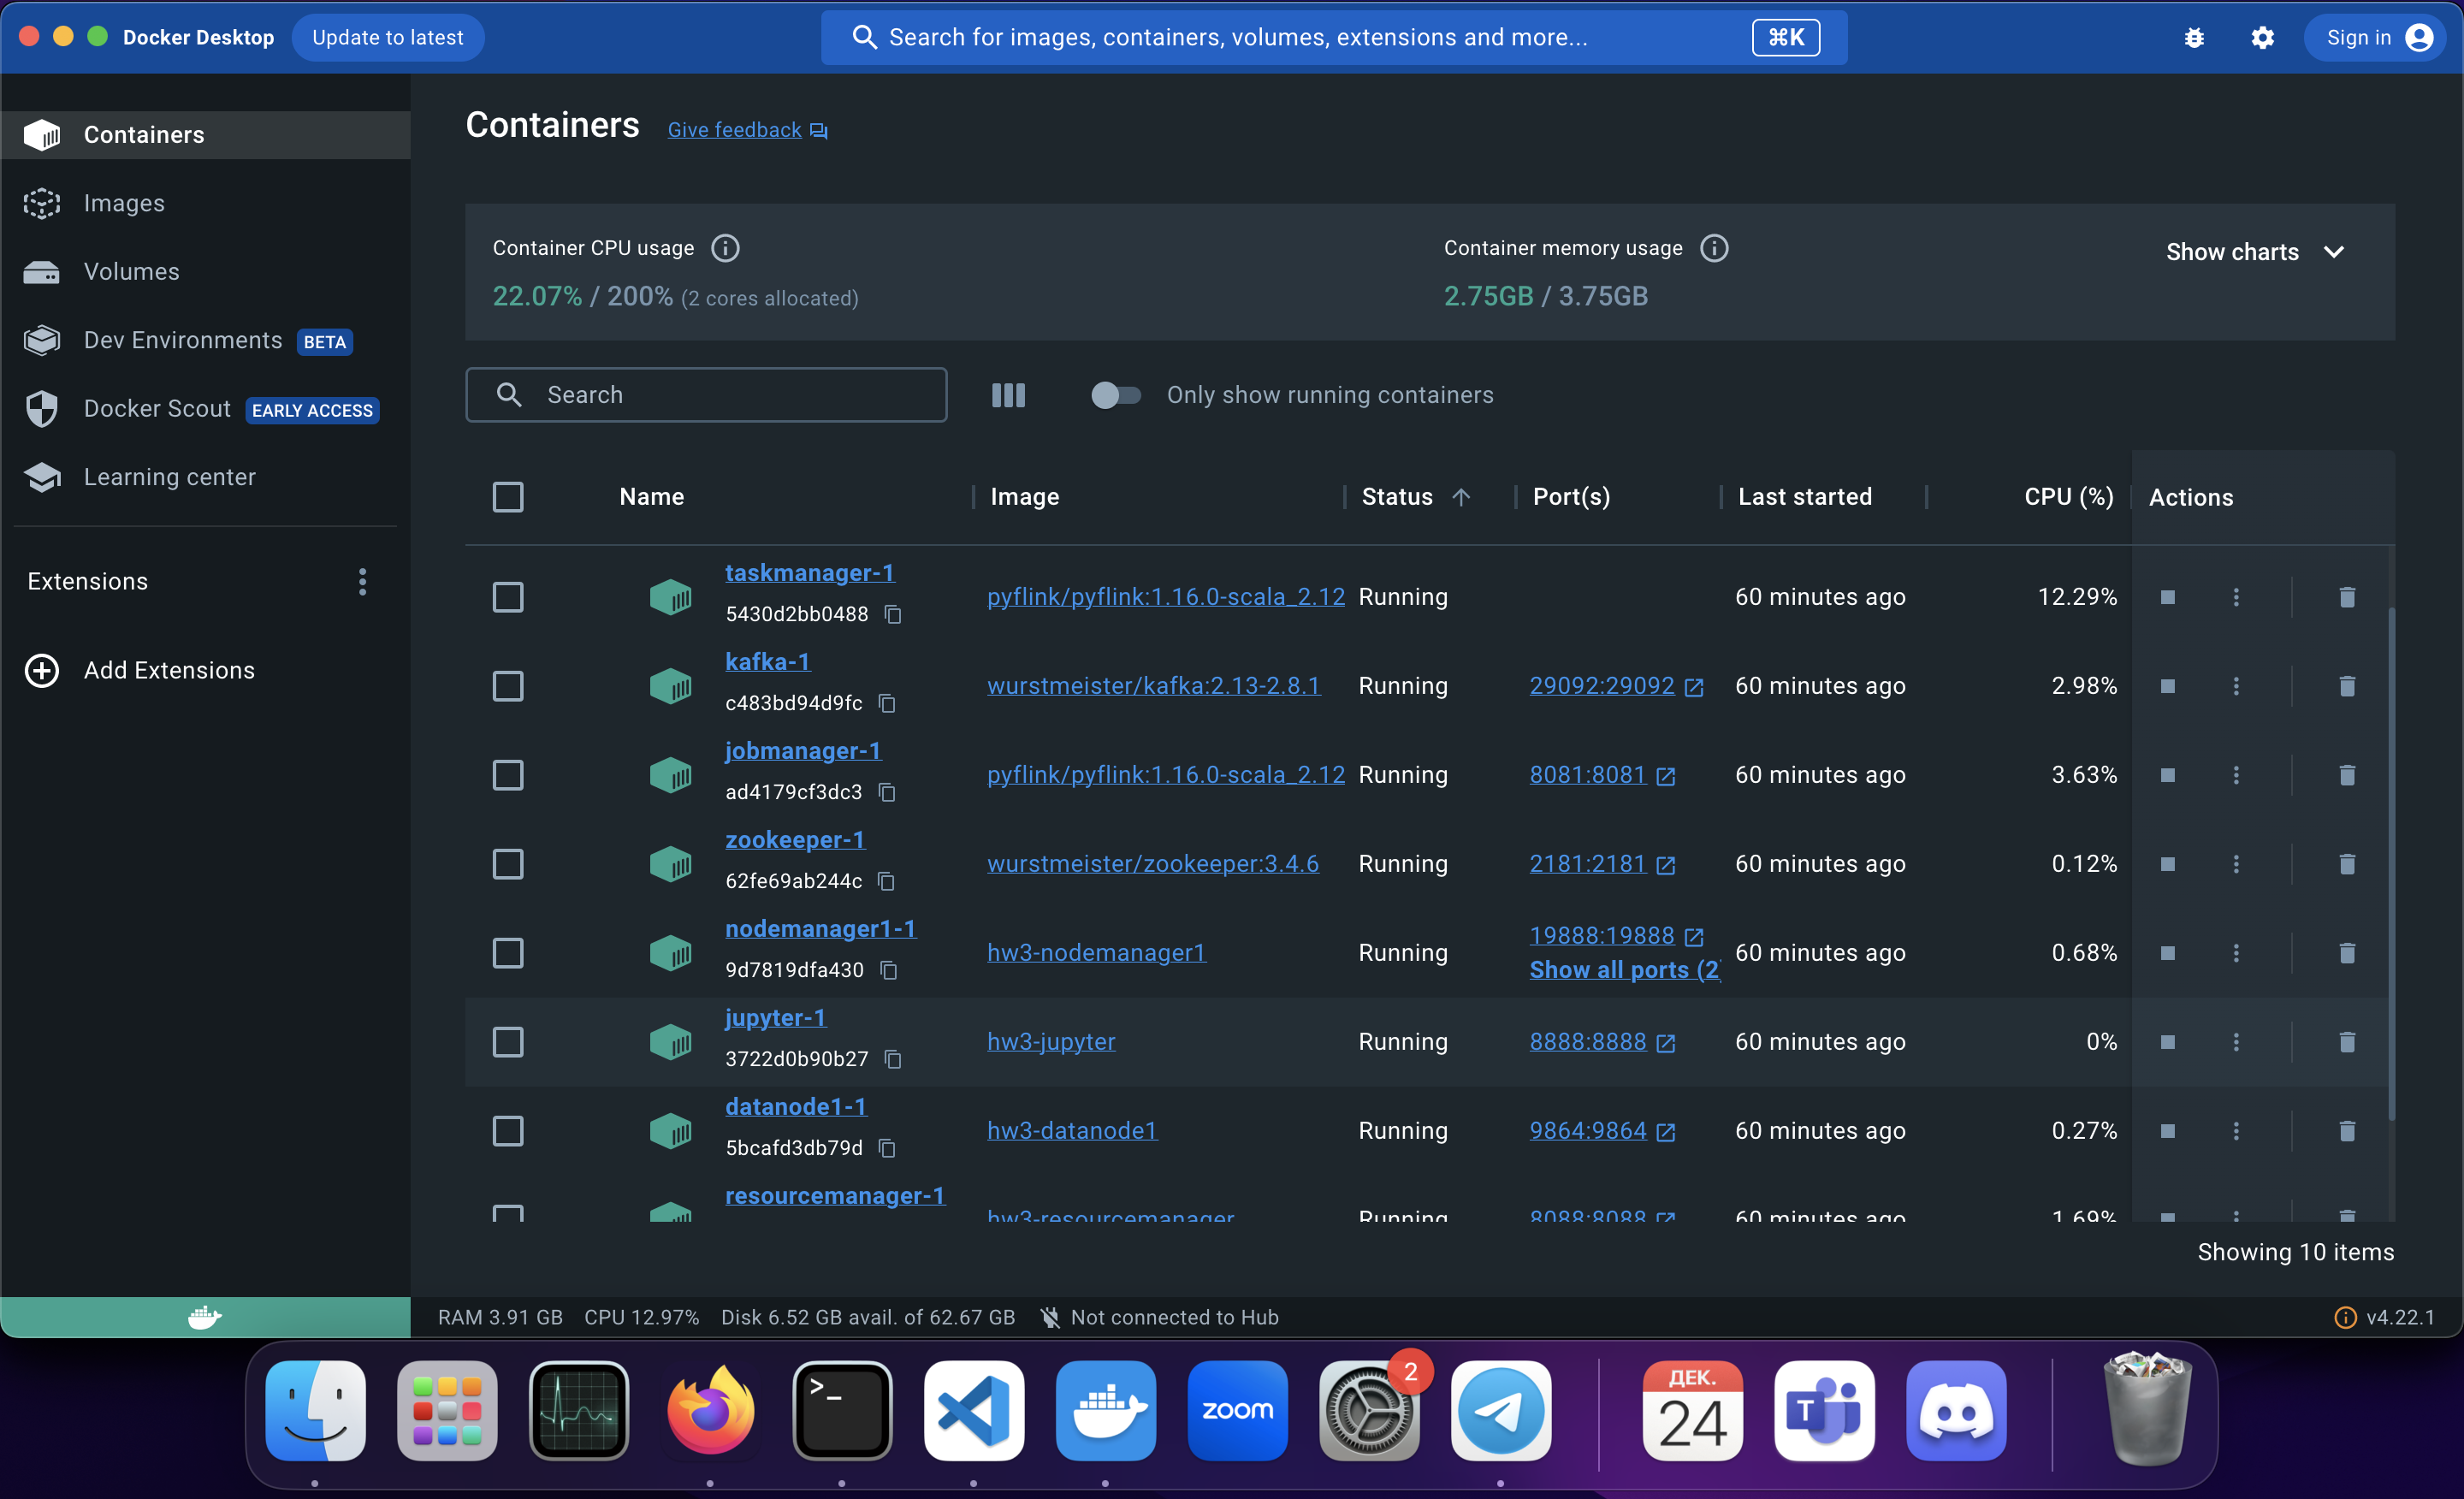 Docker Desktop
Update to latest
Search for images, containers, volumes, extensions and more...
⌘K
Sign in
Containers
Images
Volumes
Dev Environments BETA
Docker Scout EARLY ACCESS
Learning center
Extensions
Add Extensions
Containers Give feedback
Container CPU usage
22.07% / 200% (2 cores allocated)
Container memory usage
2.75GB / 3.75GB
Show charts
Search
Only show running containers
Name Image Status Port(s) Last started CPU (%) Actions
taskmanager-1
5430d2bb0488
pyflink/pyflink:1.16.0-scala_2.12 Running 60 minutes ago 12.29%
kafka-1
c483bd94d9fc
wurstmeister/kafka:2.13-2.8.1 Running 29092:29092 60 minutes ago 2.98%
jobmanager-1
ad4179cf3dc3
pyflink/pyflink:1.16.0-scala_2.12 Running 8081:8081 60 minutes ago 3.63%
zookeeper-1
62fe69ab244c
wurstmeister/zookeeper:3.4.6 Running 2181:2181 60 minutes ago 0.12%
nodemanager1-1
9d7819dfa430
hw3-nodemanager1 Running 19888:19888 60 minutes ago 0.68%
Show all ports (2
jupyter-1
3722d0b90b27
hw3-jupyter Running 8888:8888 60 minutes ago 0%
datanode1-1
5bcafd3db79d
hw3-datanode1 Running 9864:9864 60 minutes ago 0.27%
resourcemanager-1
hw3-resourcemanager Running 8088:8088 60 minutes ago 1.69%
Showing 10 items
RAM 3.91 GB CPU 12.97% Disk 6.52 GB avail. of 62.67 GB Not connected to Hub
v4.22.1
>_
zoom
2
ДЕК.
24
T